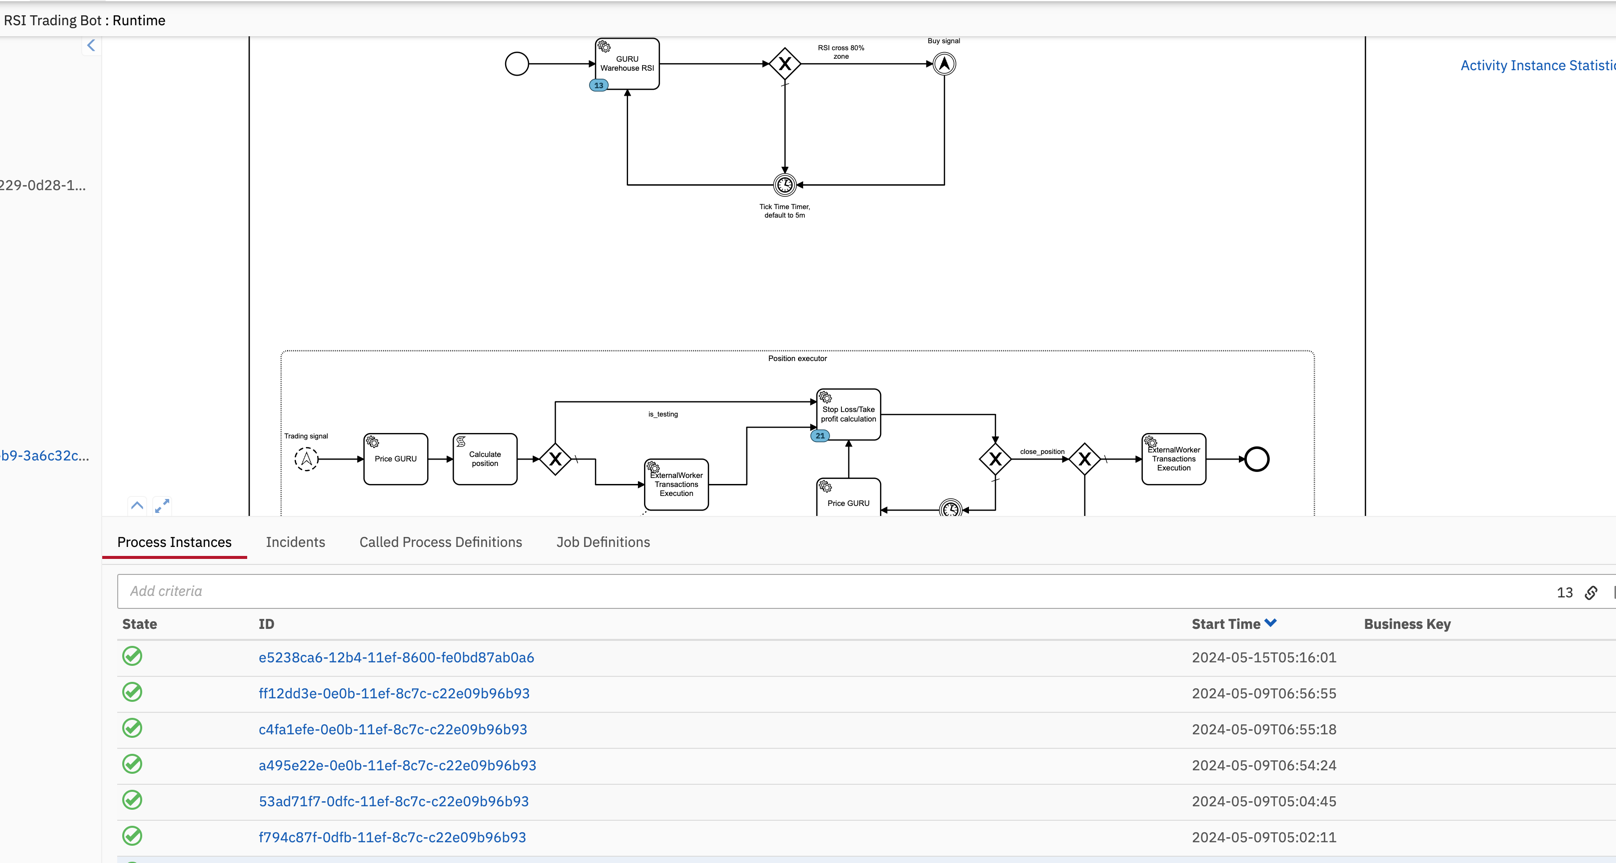 RSI Trading Bot : Runtime
Activity Instance Statistic
GURU
Warehouse RSI
13
RSI cross 80%
zone
Buy signal
Tick Time Timer,
default to 5m
229-0d28-1...
b9-3a6c32c...
Position executor
Trading signal
Price GURU
Calculate
position
is_testing
ExternalWorker
Transactions
Execution
Stop Loss/Take
profit calculation
21
Price GURU
close_position
ExternalWorker
Transactions
Execution
Process Instances
Incidents
Called Process Definitions
Job Definitions
Add criteria
13
State ID Start Time Business Key
e5238ca6-12b4-11ef-8600-fe0bd87ab0a6 2024-05-15T05:16:01
ff12dd3e-0e0b-11ef-8c7c-c22e09b96b93 2024-05-09T06:56:55
c4fa1efe-0e0b-11ef-8c7c-c22e09b96b93 2024-05-09T06:55:18
a495e22e-0e0b-11ef-8c7c-c22e09b96b93 2024-05-09T06:54:24
53ad71f7-0dfc-11ef-8c7c-c22e09b96b93 2024-05-09T05:04:45
f794c87f-0dfb-11ef-8c7c-c22e09b96b93 2024-05-09T05:02:11